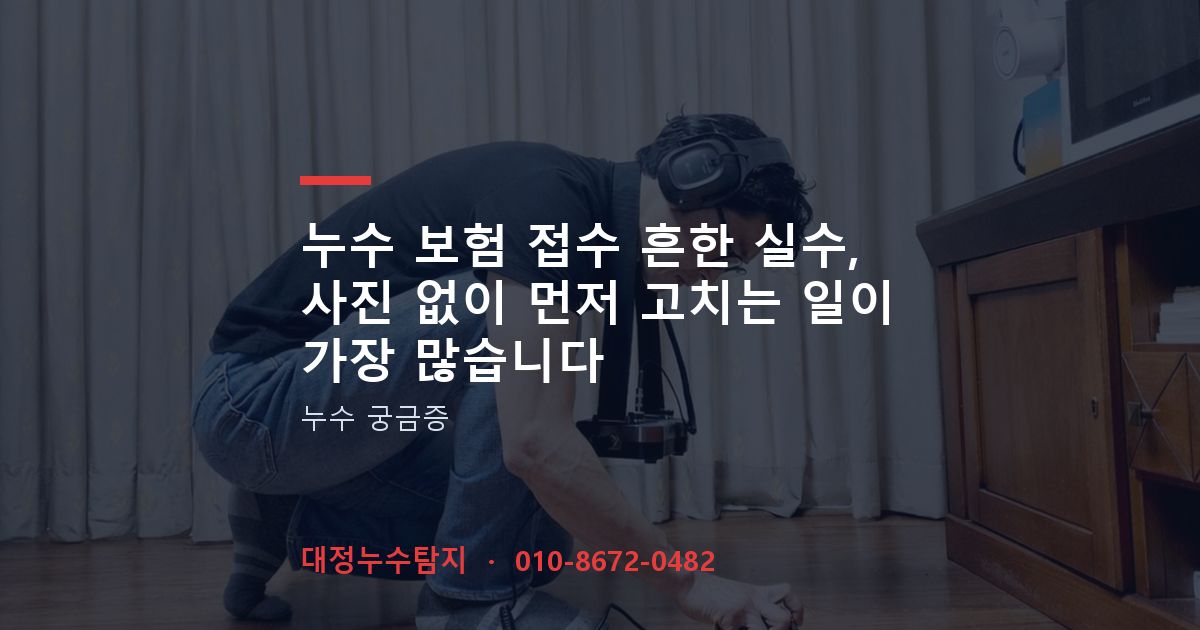 누수 보험 접수 흔한 실수,
사진 없이 먼저 고치는 일이
가장 많습니다
누수 궁금증
대정누수탐지 · 010-8672-0482